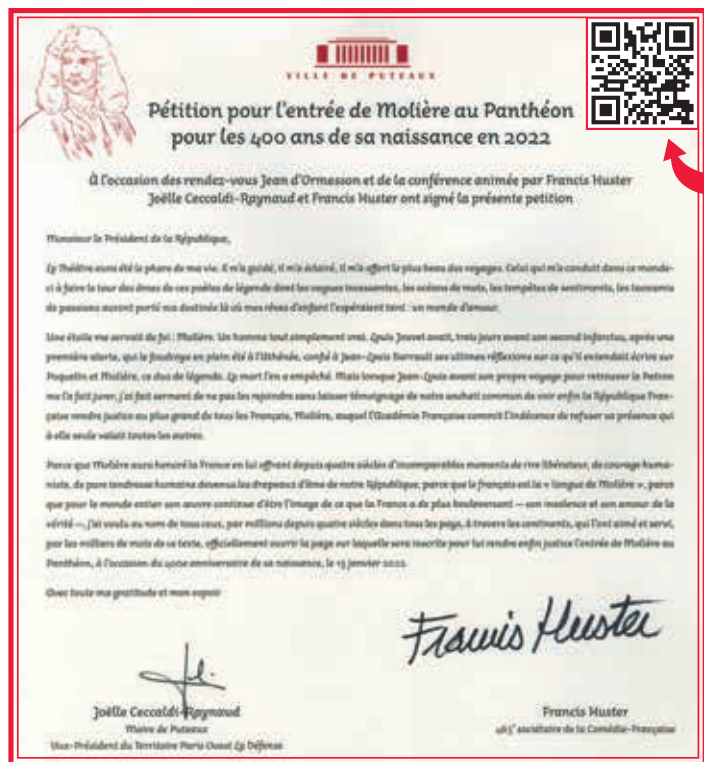 VILLE DE PUTEAUX
Pétition pour l'entrée de Molière au Panthéon
pour les 400 ans de sa naissance en 2022
À l'occasion des rendez-vous Jean d'Ormesson et de la conférence animée par Francis Huster
Joëlle Ceccaldi-Raynaud et Francis Huster ont signé la présente petition
Monsieur le Président de la République,
Le Théâtre aura été le phare de ma vie. Il m'a guidé, il m'a éclairé, il m'a offert le plus beau des voyages. Celui qui m'a conduit dans ce monde-
ci à faire le tour des âmes de ces poètes de légende dont les vagues incessantes, les océans de mots, les tempêtes de sentiments, les tsunamis
de passions auront porté ma destinée là où mes rêves d'enfant l'espéraient tant : un monde d'amour.
Une étoile me servait de foi : Molière. Un homme tout simplement vrai. Louis Jouvet avait, trois jours avant son second infarctus, après une
première alerte, qui le foudroya en plein été à l'Athénée, confié à Jean-Louis Barrault ses ultimes réflexions sur ce qu'il entendait écrire sur
Poquelin et Molière, ce duo de légende. La mort l'en a empêché. Mais lorsque Jean-Louis avant son propre voyage pour retrouver le Patron
me l'a fait jurer, j'ai fait serment de ne pas les rejoindre sans laisser témoignage de notre souhait commun de voir enfin la République Fran-
çaise rendre justice au plus grand de tous les Français, Molière, auquel l'Académie Française commit l'indécence de refuser sa présence qui
à elle seule valait toutes les autres.
Parce que Molière aura honoré la France en lui offrant depuis quatre siècles d'incomparables moments de rire libérateur, de courage huma-
niste, de pure tendresse humaine devenus les drapeaux d'âme de notre République, parce que le français est la « langue de Molière », parce
que pour le monde entier son œuvre continue d'être l'image de ce que la France a de plus bouleversant — son insolence et son amour de la
vérité —, j'ai voulu au nom de tous ceux, par millions depuis quatre siècles dans tous les pays, à travers les continents, qui l'ont aimé et servi,
par les milliers de mots de ce texte, officiellement ouvrir la page sur laquelle sera inscrite pour lui rendre enfin justice l'entrée de Molière au
Panthéon, à l'occasion du 400e anniversaire de sa naissance, le 15 janvier 2022.
Avec toute ma gratitude et mon espoir
Francis Huster
Joëlle Ceccaldi-Raynaud
Maire de Puteaux
Vice-Président du Territoire Paris Ouest La Défense
Francis Huster
465e sociétaire de la Comédie-Française